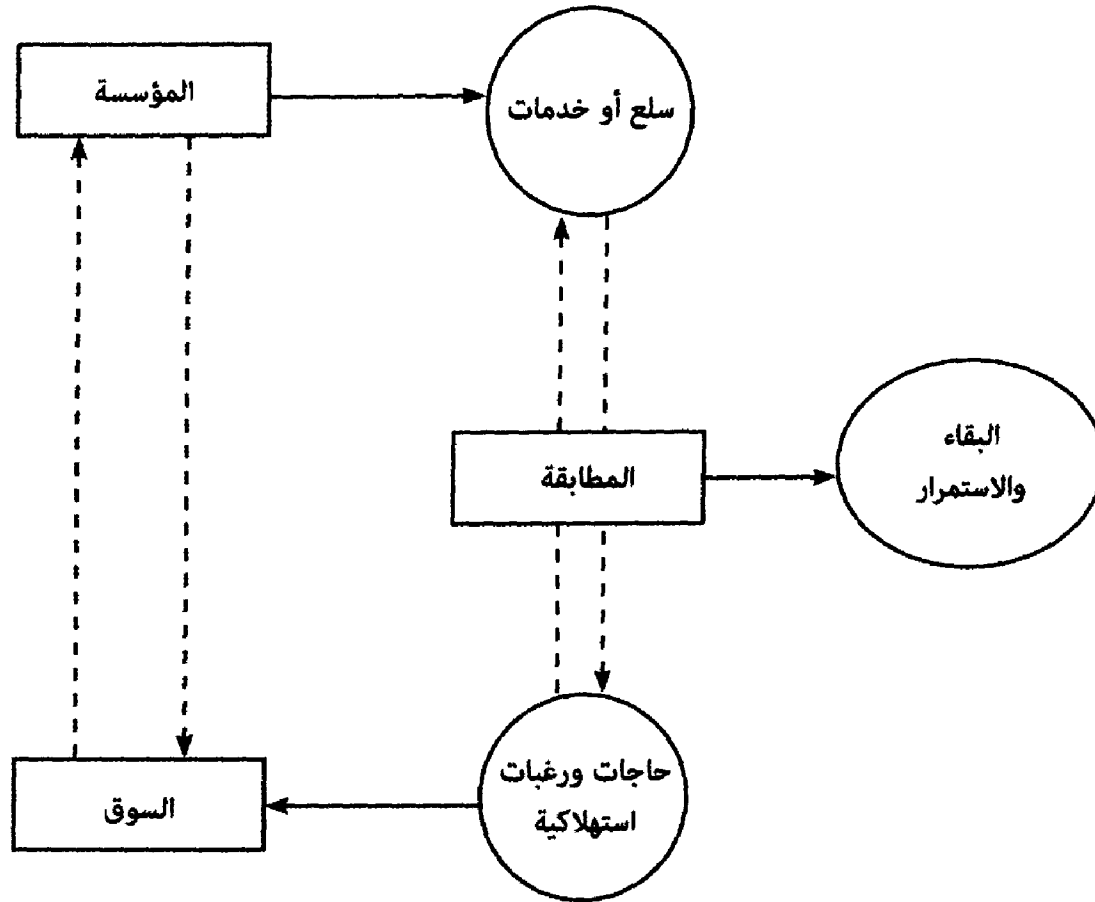 المؤسسة
سلع أو خدمات
المطابقة
البقاء
والاستمرار
حاجات ورغبات
استهلاكية
السوق